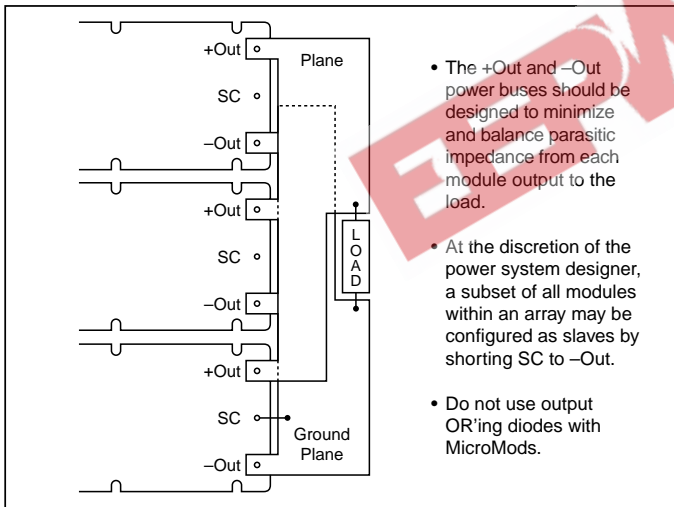 +Out
Plane
SC
–Out
+Out
SC
–Out
+Out
SC
Ground
Plane
–Out
L
O
A
D
• The +Out and –Out
power buses should be
designed to minimize
and balance parasitic
impedance from each
module output to the
load.
• At the discretion of the
power system designer,
a subset of all modules
within an array may be
configured as slaves by
shorting SC to –Out.
• Do not use output
OR'ing diodes with
MicroMods.